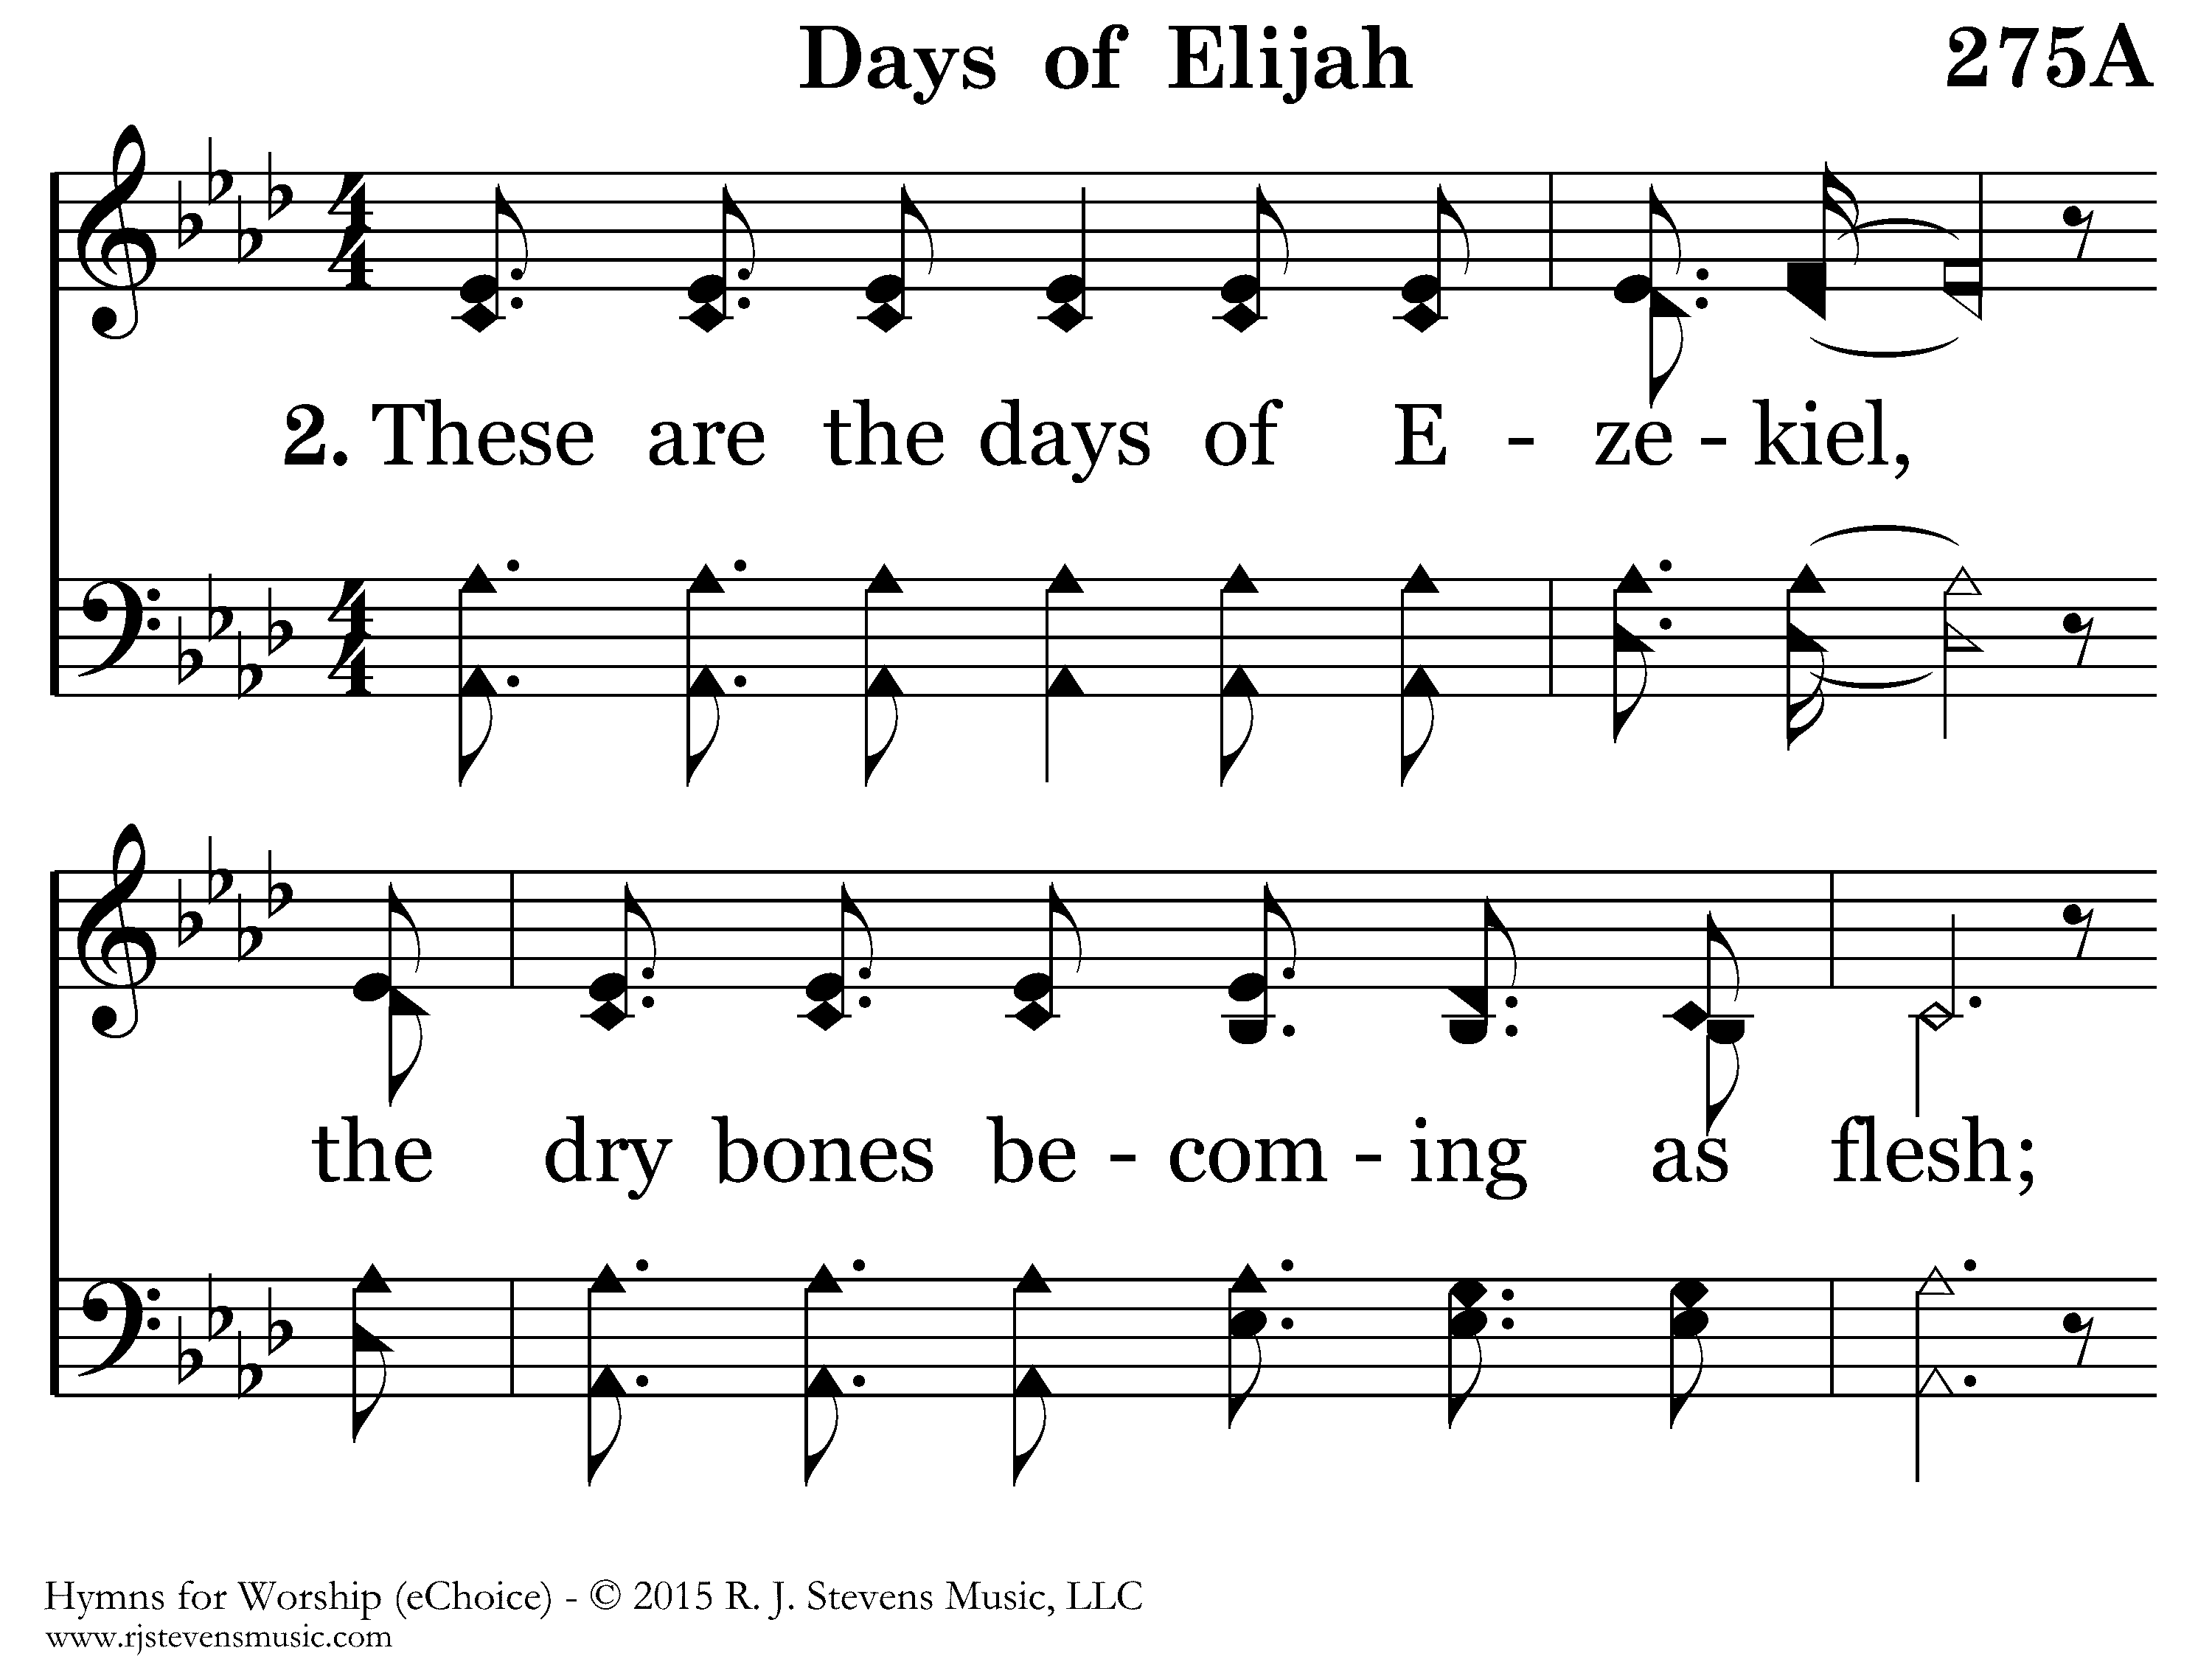 Days of Elijah 275A
2. These are the days of E - ze - kiel,
the dry bones be - com - ing as flesh;
Hymns for Worship (eChoice) - © 2015 R. J. Stevens Music, LLC
www.rjstevensmusic.com